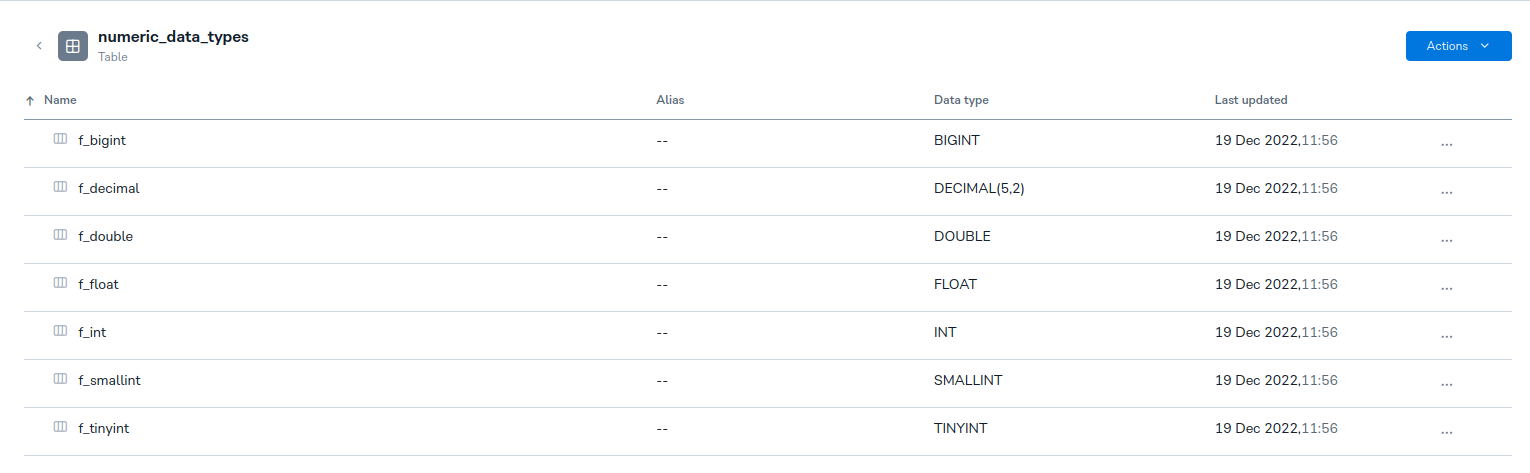 numeric_data_types
Table
Actions
Name Alias Data type Last updated
f_bigint -- BIGINT 19 Dec 2022,11:56 ...
f_decimal -- DECIMAL(5,2) 19 Dec 2022,11:56 ...
f_double -- DOUBLE 19 Dec 2022,11:56 ...
f_float -- FLOAT 19 Dec 2022,11:56 ...
f_int -- INT 19 Dec 2022,11:56 ...
f_smallint -- SMALLINT 19 Dec 2022,11:56 ...
f_tinyint -- TINYINT 19 Dec 2022,11:56 ...